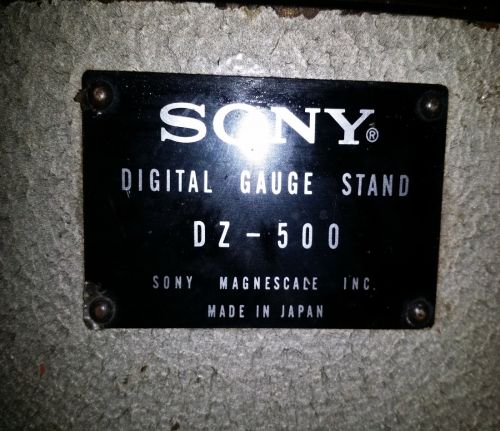 SONY®
DIGITAL GAUGE STAND
DZ-500
SONY MAGNESCALE INC.
MADE IN JAPAN